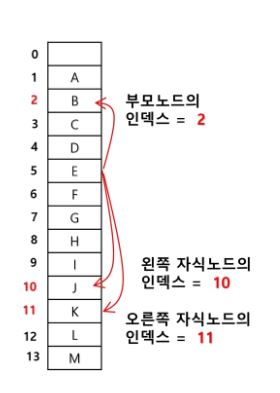 0
1 A
2 B
3 C
4 D
5 E
6 F
7 G
8 H
9 I
10 J
11 K
12 L
13 M
부모노드의
인덱스 = 2
왼쪽 자식노드의
인덱스 = 10
오른쪽 자식노드의
인덱스 = 11